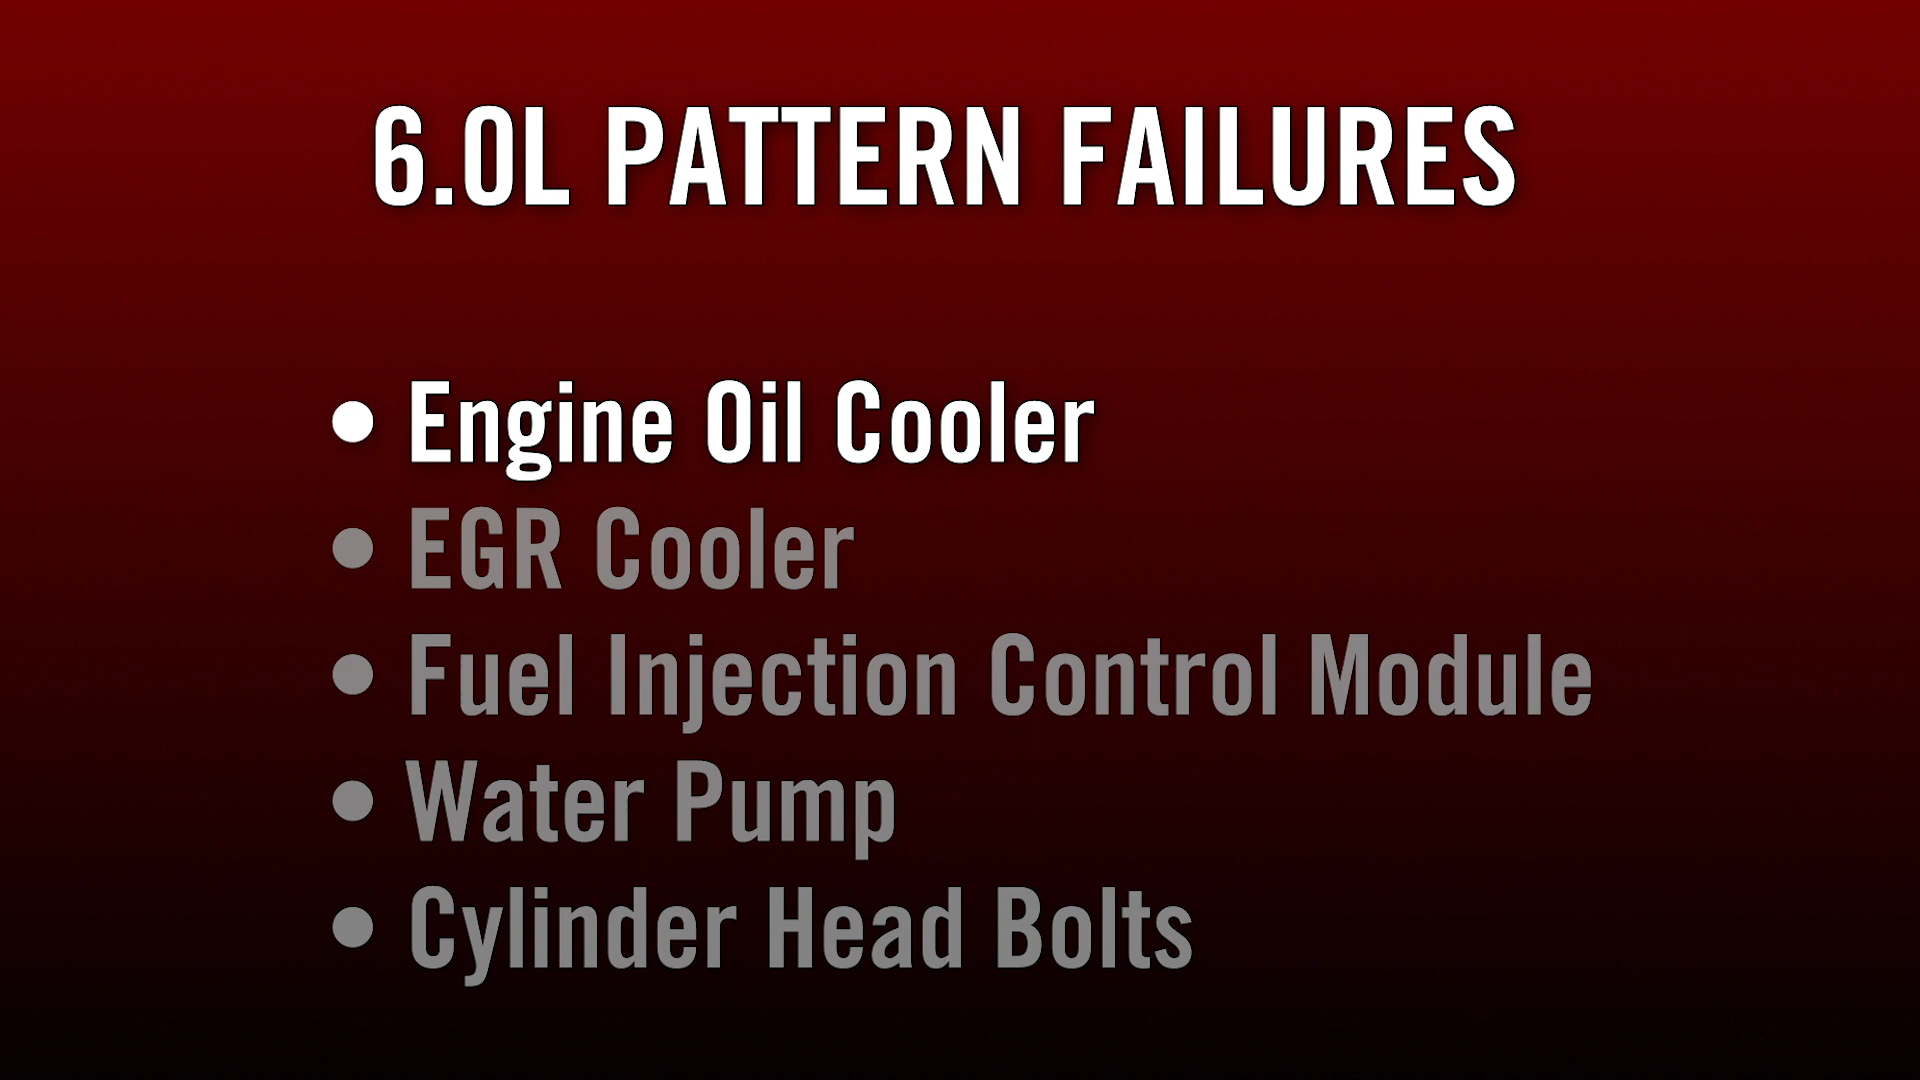 6.0L PATTERN FAILURES
• Engine Oil Cooler
• EGR Cooler
• Fuel Injection Control Module
• Water Pump
• Cylinder Head Bolts